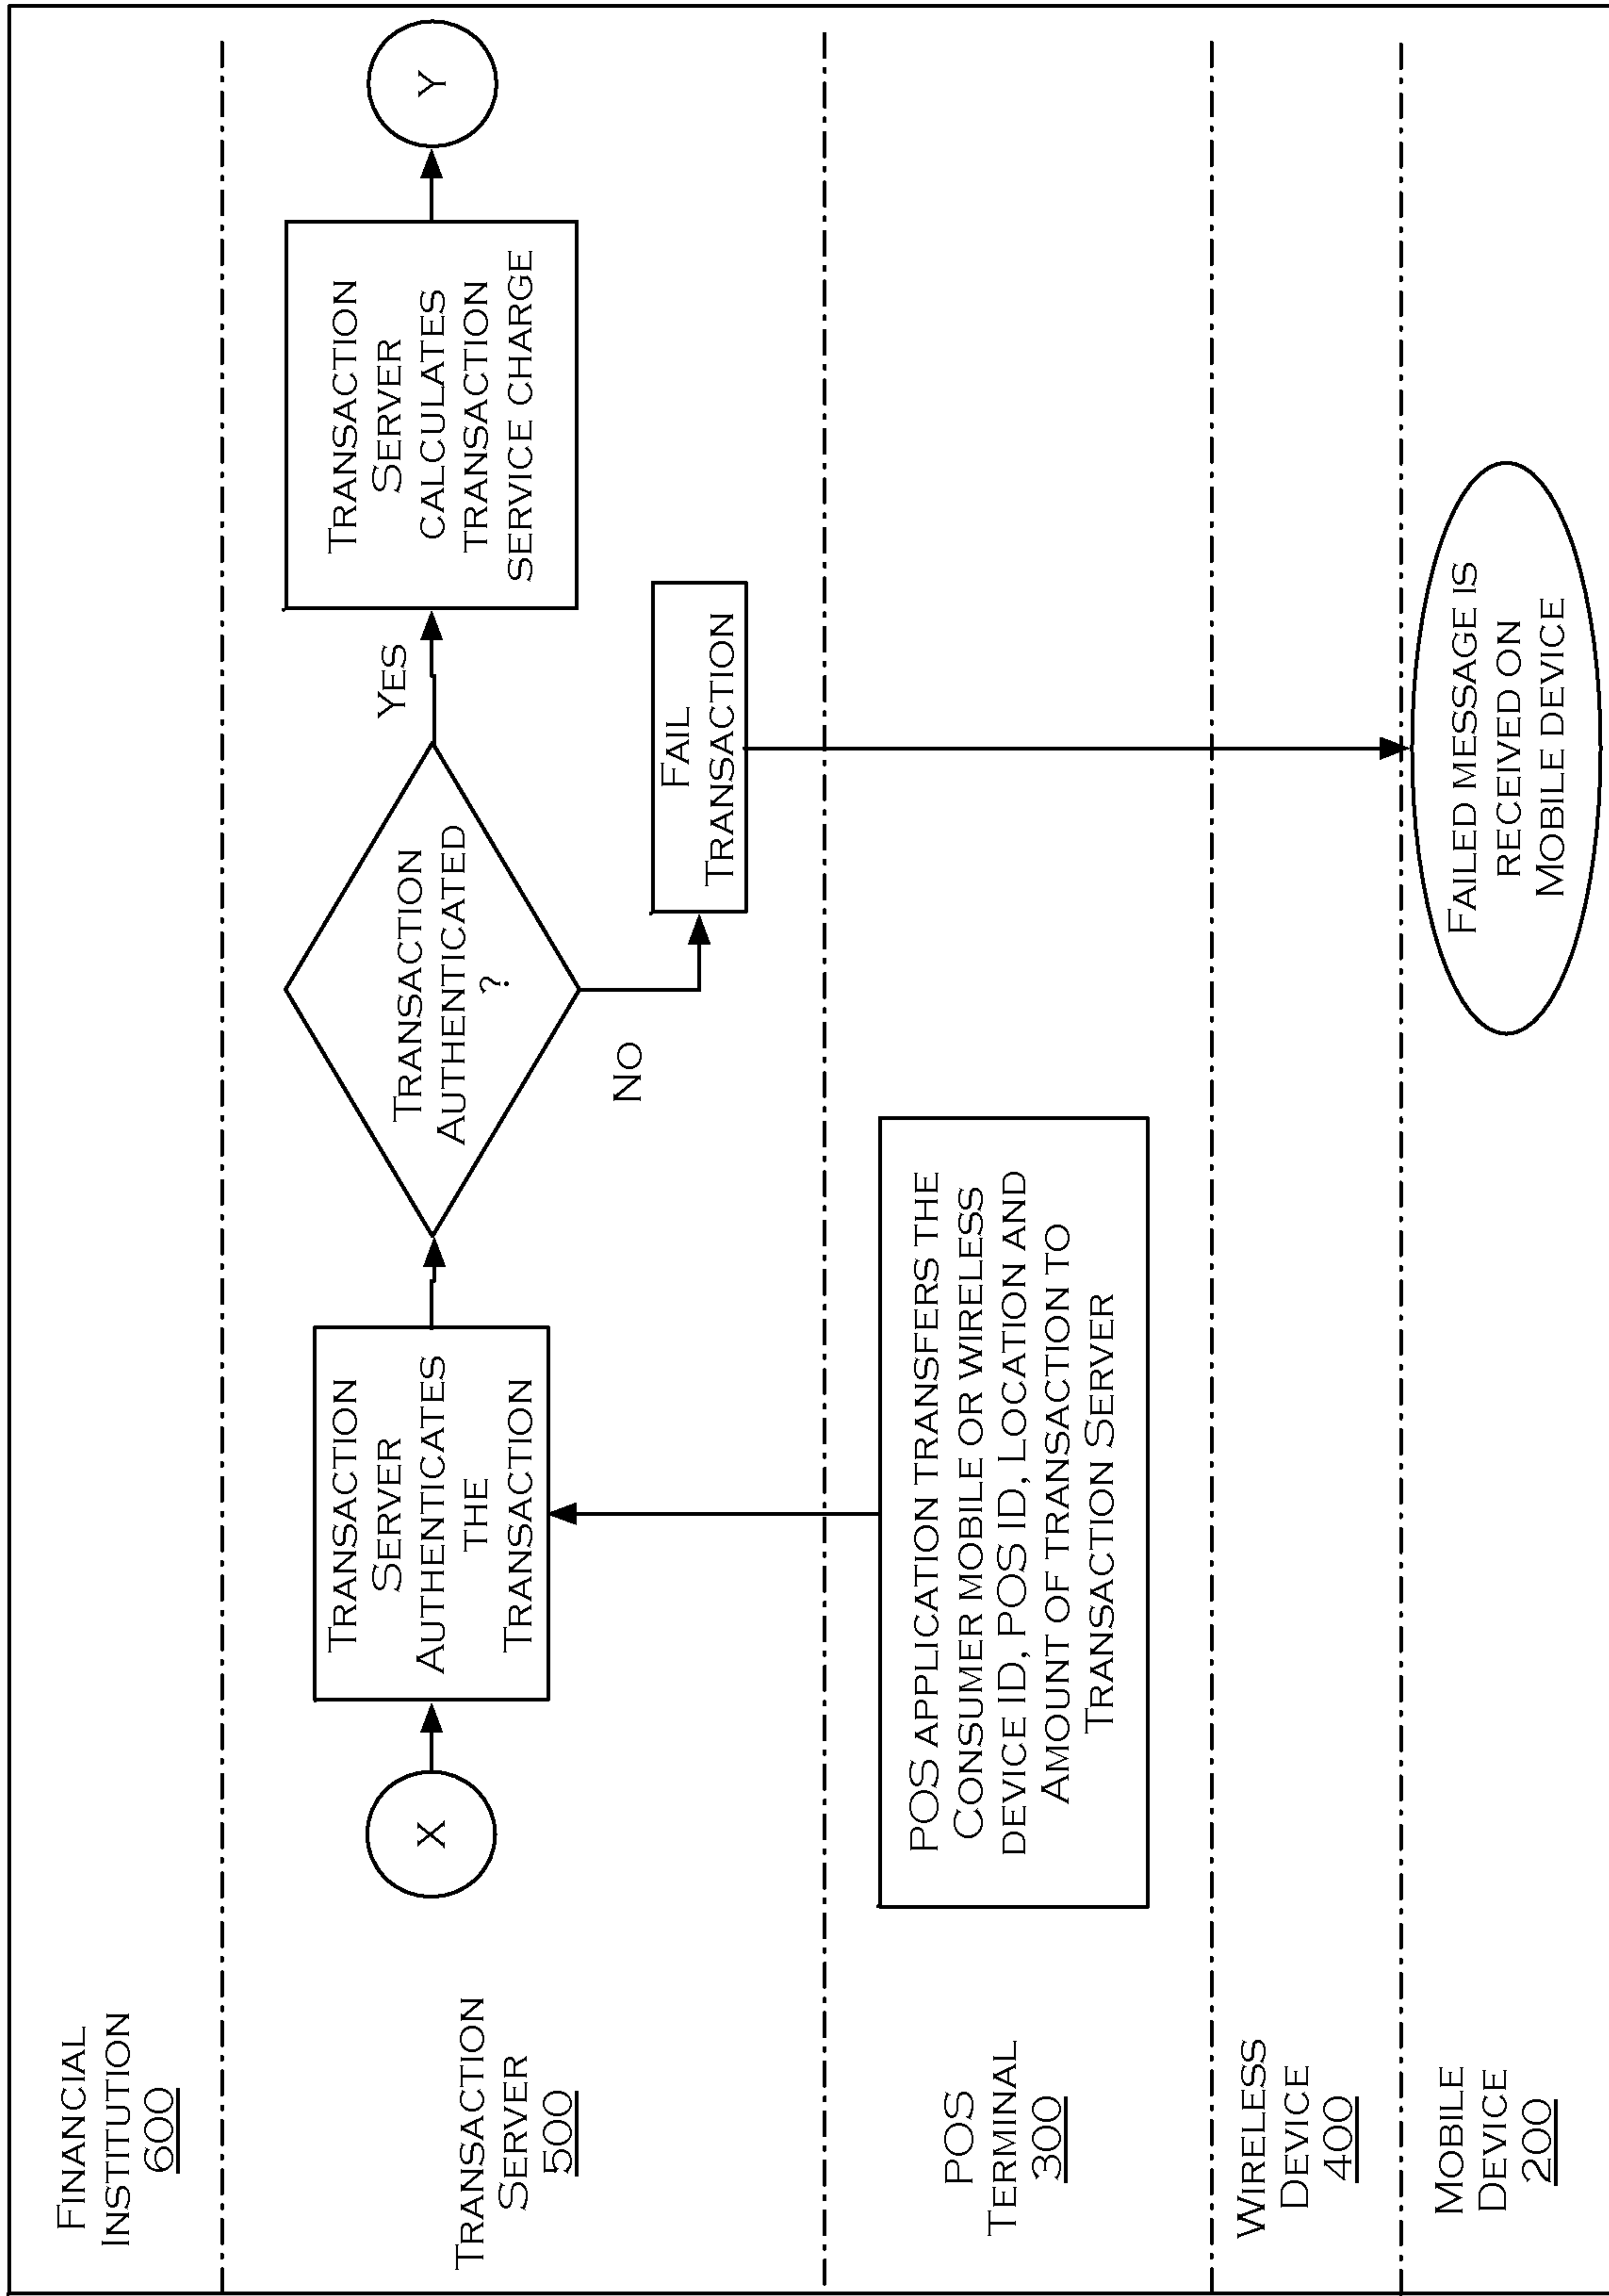 Financial
Institution
600
Transaction
Server
500
X
Transaction
Server
Authenticates
the
Transaction
Transaction
Authenticated
?
Yes
No
Transaction
Server
calculates
transaction
service charge
Y
Fail
Transaction
POS
Terminal
300
POS application transfers the
Consumer mobile or wireless
device ID, POS ID, Location and
Amount of transaction to
Transaction Server
Wireless
Device
400
Mobile
Device
200
Failed message is
received on
Mobile device